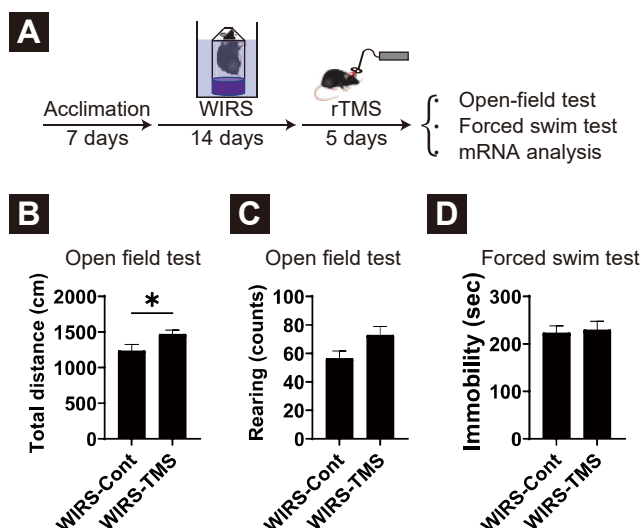 A
Acclimation
7 days
WIRS
14 days
rTMS
5 days
Open-field test
Forced swim test
mRNA analysis
B
Open field test
Total distance (cm)
2000
1500
1000
500
0
*
WIRS-Cont
WIRS-TMS
C
Open field test
Rearing (counts)
100
80
60
40
20
0
WIRS-Cont
WIRS-TMS
D
Forced swim test
Immobility (sec)
300
200
100
0
WIRS-Cont
WIRS-TMS